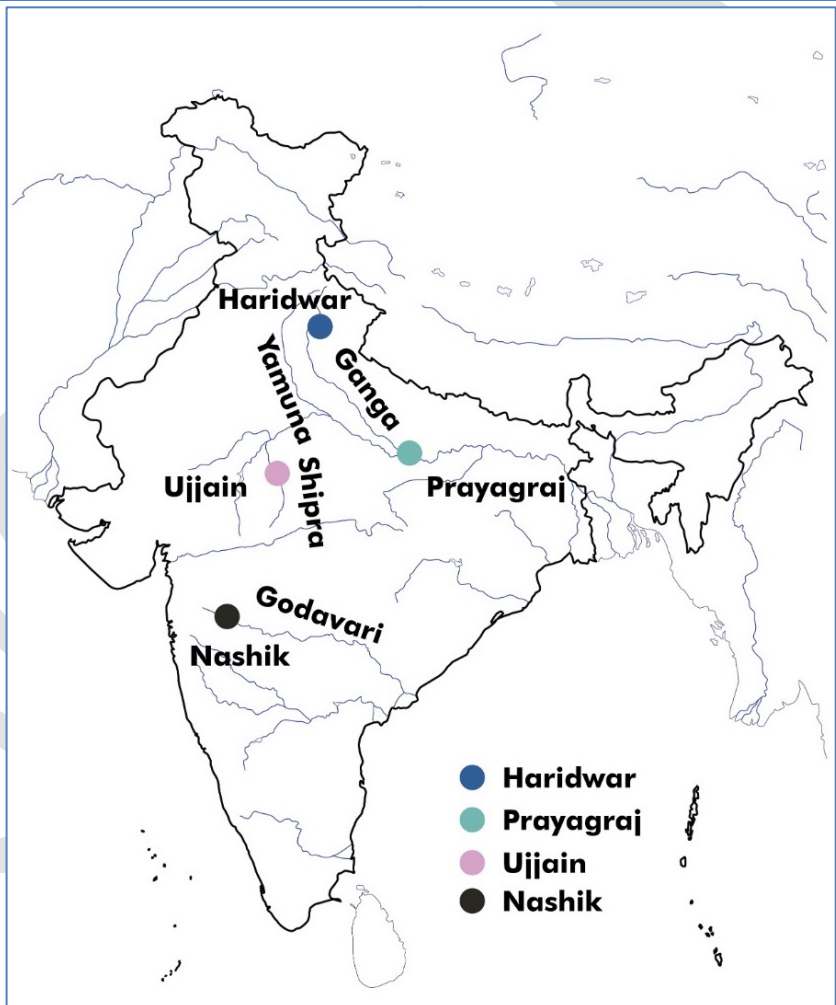 Haridwar
Yamuna
Ganga
Ujjain
Shipra
Prayagraj
Godavari
Nashik
Haridwar
Prayagraj
Ujjain
Nashik